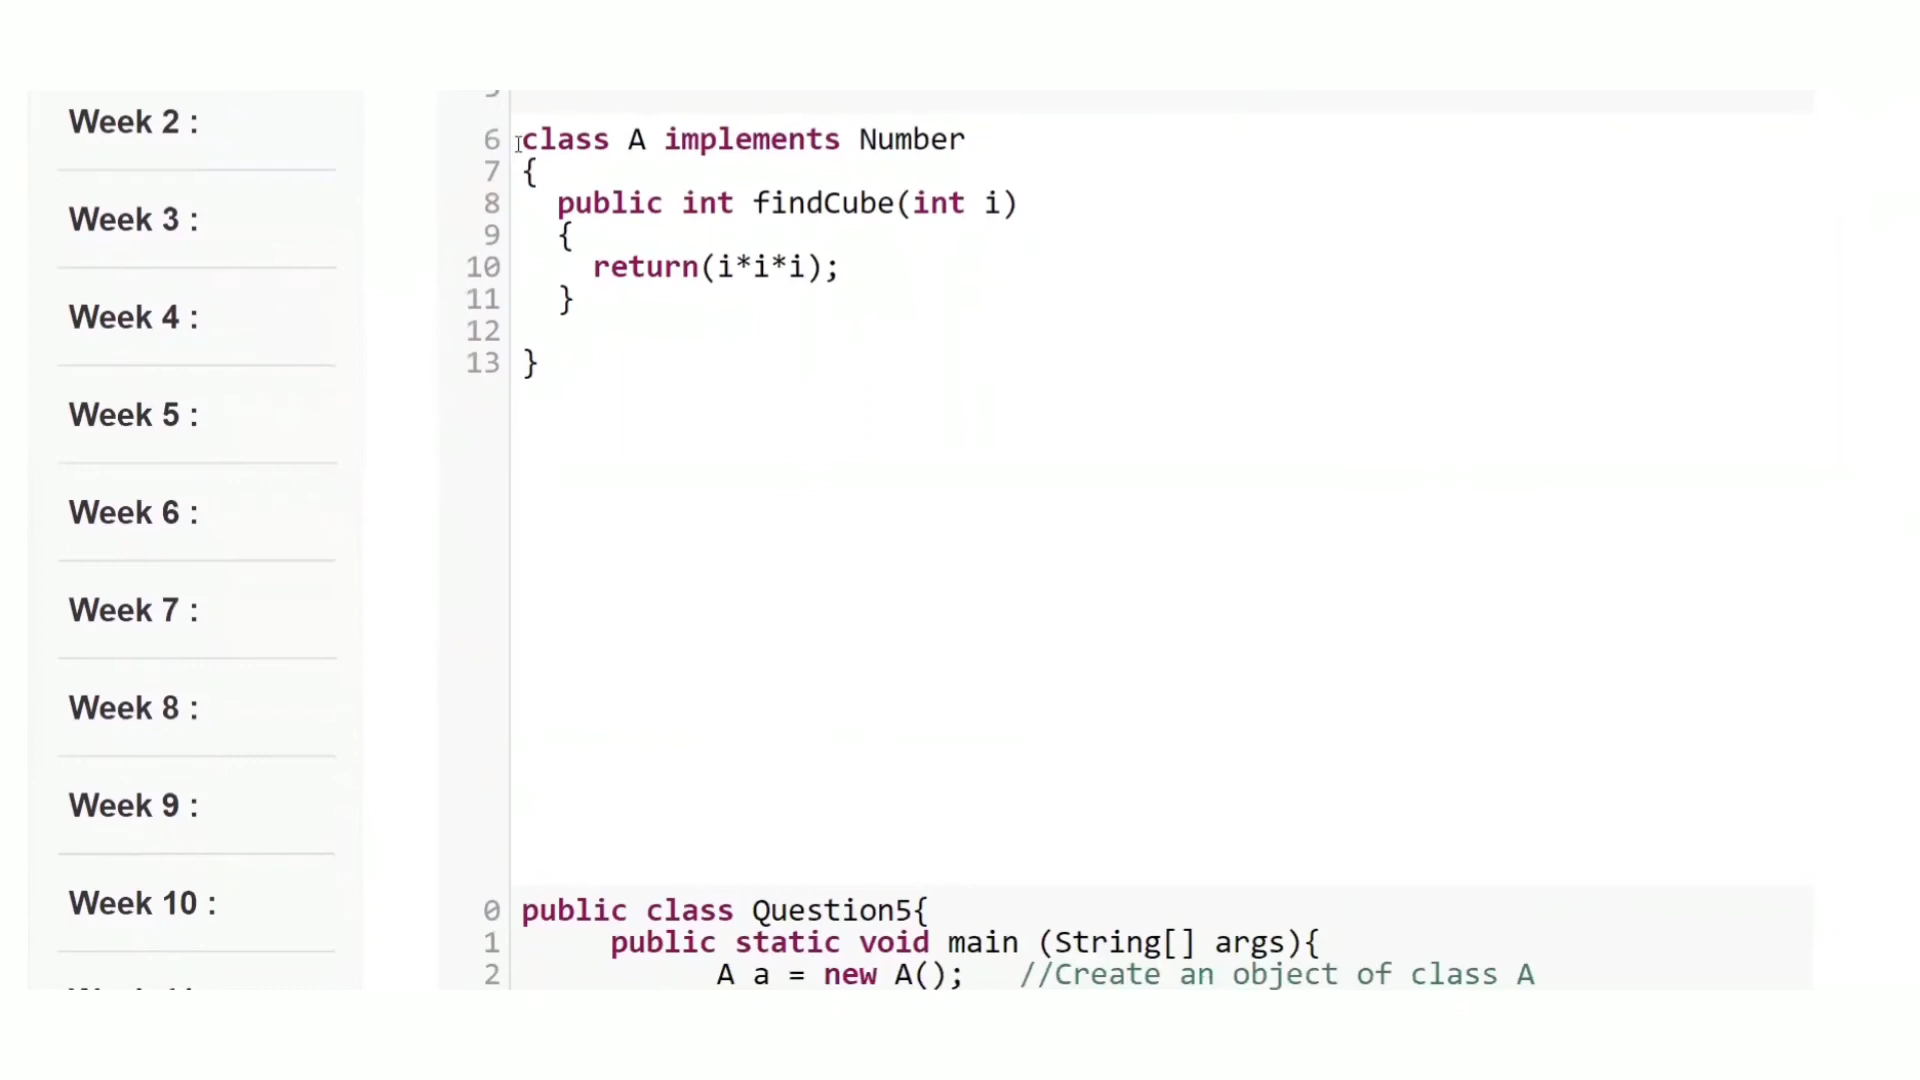 Week 2 :
Week 3 :
Week 4 :
Week 5 :
Week 6 :
Week 7 :
Week 8 :
Week 9 :
Week 10 :
6 class A implements Number
7 {
8 public int findCube(int i)
9 {
10 return(i*i*i);
11 }
12
13 }
0 public class Question5{
1 public static void main (String[] args){
2 A a = new A(); //Create an object of class A